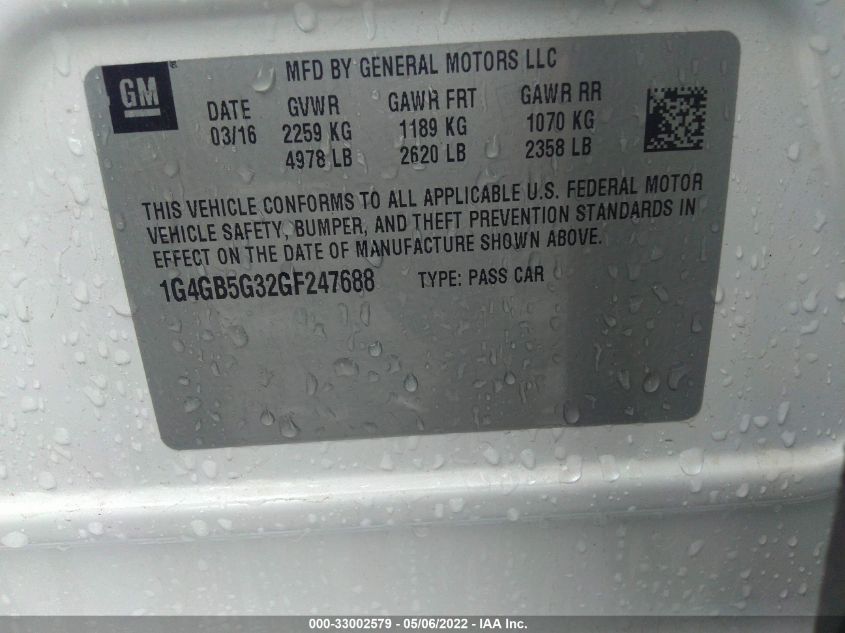 GM
MFD BY GENERAL MOTORS LLC
DATE GVWR GAWR FRT GAWR RR
03/16 2259 KG 1189 KG 1070 KG
4978 LB 2620 LB 2358 LB
THIS VEHICLE CONFORMS TO ALL APPLICABLE U.S. FEDERAL MOTOR
VEHICLE SAFETY, BUMPER, AND THEFT PREVENTION STANDARDS IN
EFFECT ON THE DATE OF MANUFACTURE SHOWN ABOVE.
1G4GB5G32GF247688 TYPE: PASS CAR
000-33002579 - 05/06/2022 - IAA Inc.